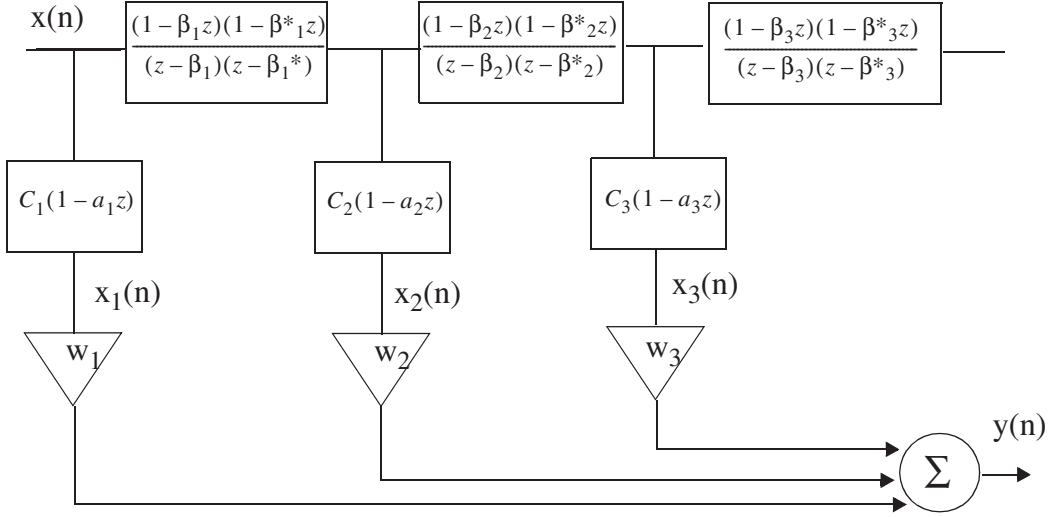 x(n)
(1 – β₁z)(1 – β*₁z)
(z – β₁)(z – β₁*)
(1 – β₂z)(1 – β*₂z)
(z – β₂)(z – β*₂)
(1 – β₃z)(1 – β*₃z)
(z – β₃)(z – β*₃)
C₁(1 – a₁z)
C₂(1 – a₂z)
C₃(1 – a₃z)
x₁(n)
x₂(n)
x₃(n)
w₁
w₂
w₃
y(n)
Σ